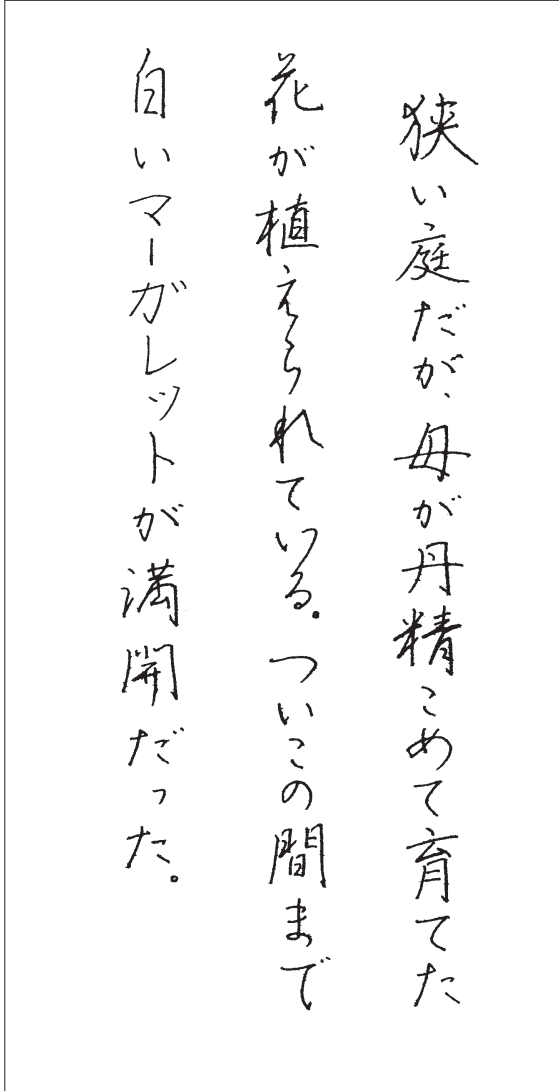 狭い庭だが、母が丹精こめて育てた
花が植えられている。ついこの間まで
白いマーガレットが満開だった。